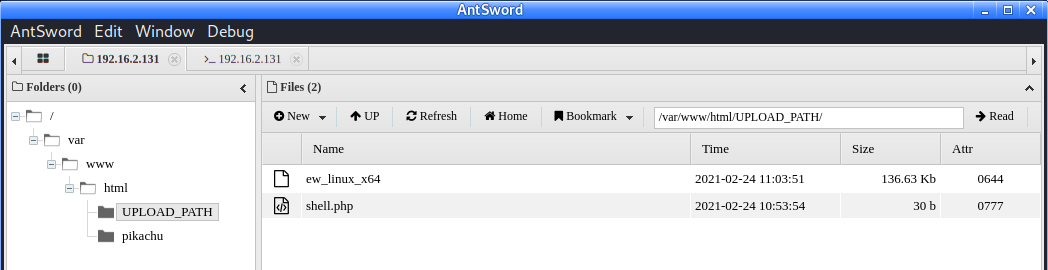 AntSword
AntSword Edit Window Debug
192.16.2.131 >_ 192.16.2.131
Folders (0)
/
var
www
html
UPLOAD_PATH
pikachu
Files (2)
New UP Refresh Home Bookmark /var/www/html/UPLOAD_PATH/ Read
Name Time Size Attr
ew_linux_x64 2021-02-24 11:03:51 136.63 Kb 0644
shell.php 2021-02-24 10:53:54 30 b 0777